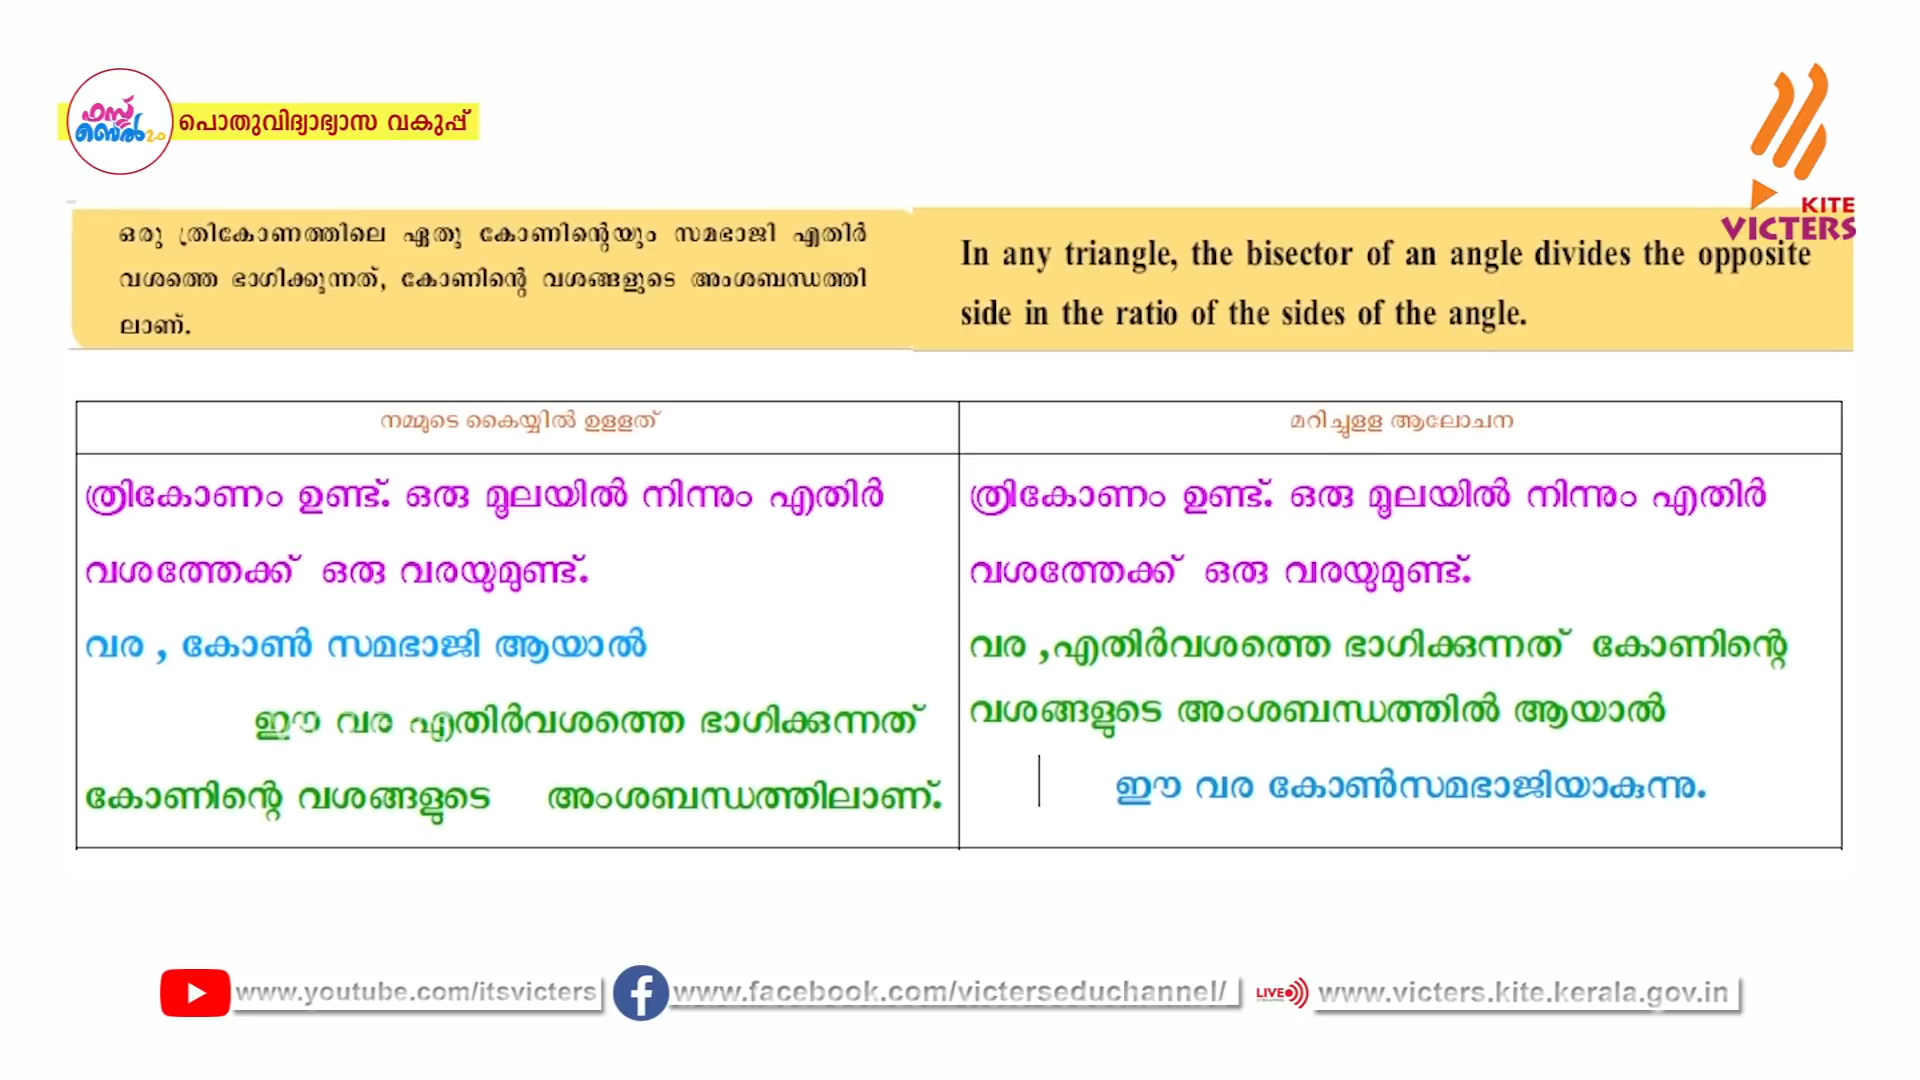 ഫസ്റ്റ്
ബെൽ 2.0
പൊതുവിദ്യാഭ്യാസ വകുപ്പ്
KITE
VICTERS
ഒരു ത്രികോണത്തിലെ ഏതു കോണിന്റെയും സമഭാജി എതിർ
വശത്തെ ഭാഗിക്കുന്നത്, കോണിന്റെ വശങ്ങളുടെ അംശബന്ധത്തി
ലാണ്.
In any triangle, the bisector of an angle divides the opposite
side in the ratio of the sides of the angle.
നമ്മുടെ കൈയ്യിൽ ഉളളത്
ത്രികോണം ഉണ്ട്. ഒരു മൂലയിൽ നിന്നും എതിർ
വശത്തേക്ക് ഒരു വരയുമുണ്ട്.
വര , കോൺ സമഭാജി ആയാൽ
ഈ വര എതിർവശത്തെ ഭാഗിക്കുന്നത്
കോണിന്റെ വശങ്ങളുടെ അംശബന്ധത്തിലാണ്.
മറിച്ചുളള ആലോചന
ത്രികോണം ഉണ്ട്. ഒരു മൂലയിൽ നിന്നും എതിർ
വശത്തേക്ക് ഒരു വരയുമുണ്ട്.
വര ,എതിർവശത്തെ ഭാഗിക്കുന്നത് കോണിന്റെ
വശങ്ങളുടെ അംശബന്ധത്തിൽ ആയാൽ
ഈ വര കോൺസമഭാജിയാകുന്നു.
www.youtube.com/itsvicters
www.facebook.com/victerseduchannel/
LIVE www.victers.kite.kerala.gov.in